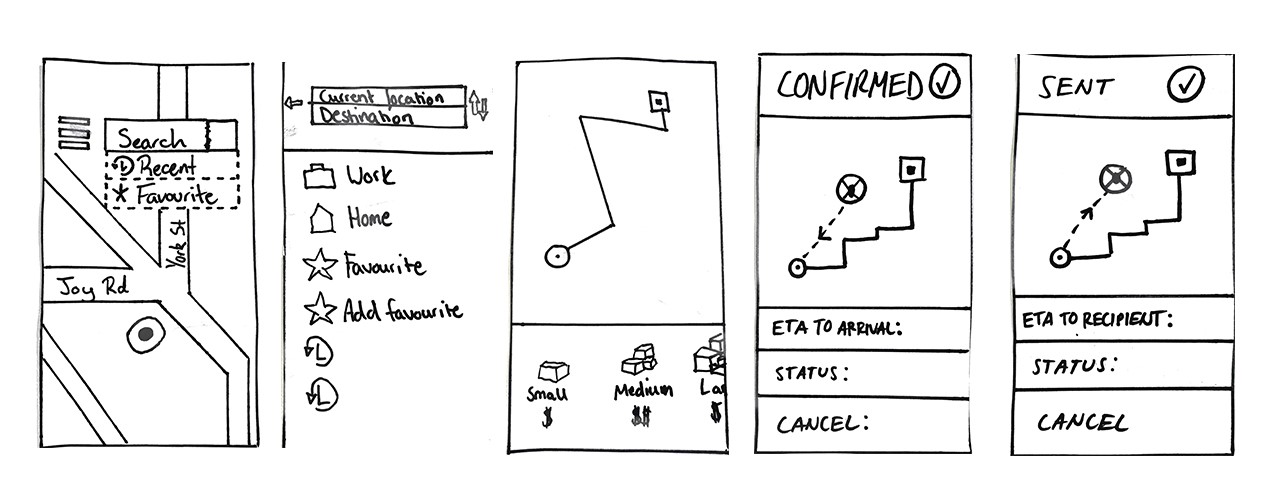 Search
Recent
Favourite
York St
Joy Rd
Current location
Destination
Work
Home
Favourite
Add favourite
Small
$
Medium
$$
La
$
CONFIRMED
ETA TO ARRIVAL:
STATUS:
CANCEL:
SENT
ETA TO RECIPIENT:
STATUS:
CANCEL